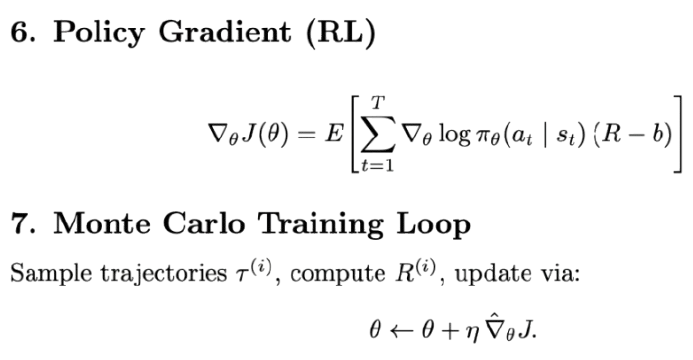 6. Policy Gradient (RL)
∇_θ J(θ) = E[∑_{t=1}^{T} ∇_θ log π_θ(a_t | s_t) (R − b)]
7. Monte Carlo Training Loop
Sample trajectories τ^{(i)}, compute R^{(i)}, update via:
θ ← θ + η ∇̂_θ J.